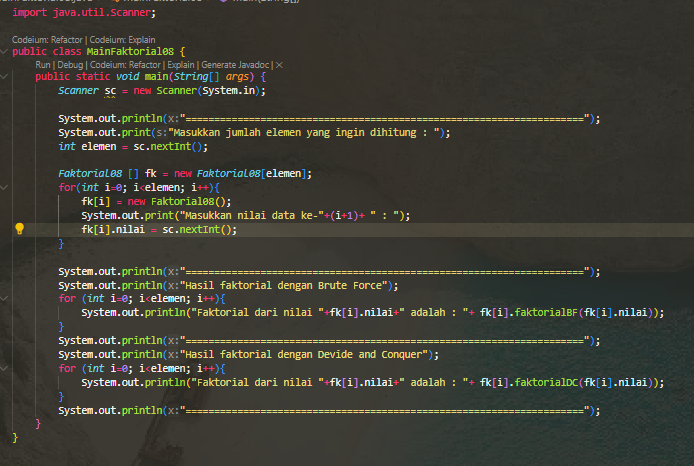 import java.util.Scanner;
Codeium: Refactor | Explain
public class MainFaktorial08 {
Run | Debug | Codeium: Refactor | Explain | Generate Javadoc | ×
public static void main(String[] args) {
Scanner sc = new Scanner(System.in);
System.out.println(x:"======================================================================");
System.out.print(s:"Masukkan jumlah elemen yang ingin dihitung : ");
int elemen = sc.nextInt();
Faktorial08 [] fk = new Faktorial08[elemen];
for(int i=0; i<elemen; i++){
fk[i] = new Faktorial08();
System.out.print("Masukkan nilai data ke-"+(i+1)+ " : ");
fk[i].nilai = sc.nextInt();
}
System.out.println(x:"======================================================================");
System.out.println(x:"Hasil faktorial dengan Brute Force");
for (int i=0; i<elemen; i++){
System.out.println("Faktorial dari nilai "+fk[i].nilai+" adalah : "+ fk[i].faktorialBF(fk[i].nilai));
}
System.out.println(x:"======================================================================");
System.out.println(x:"Hasil faktorial dengan Devide and Conquer");
for (int i=0; i<elemen; i++){
System.out.println("Faktorial dari nilai "+fk[i].nilai+" adalah : "+ fk[i].faktorialDC(fk[i].nilai));
}
System.out.println(x:"======================================================================");
}
}